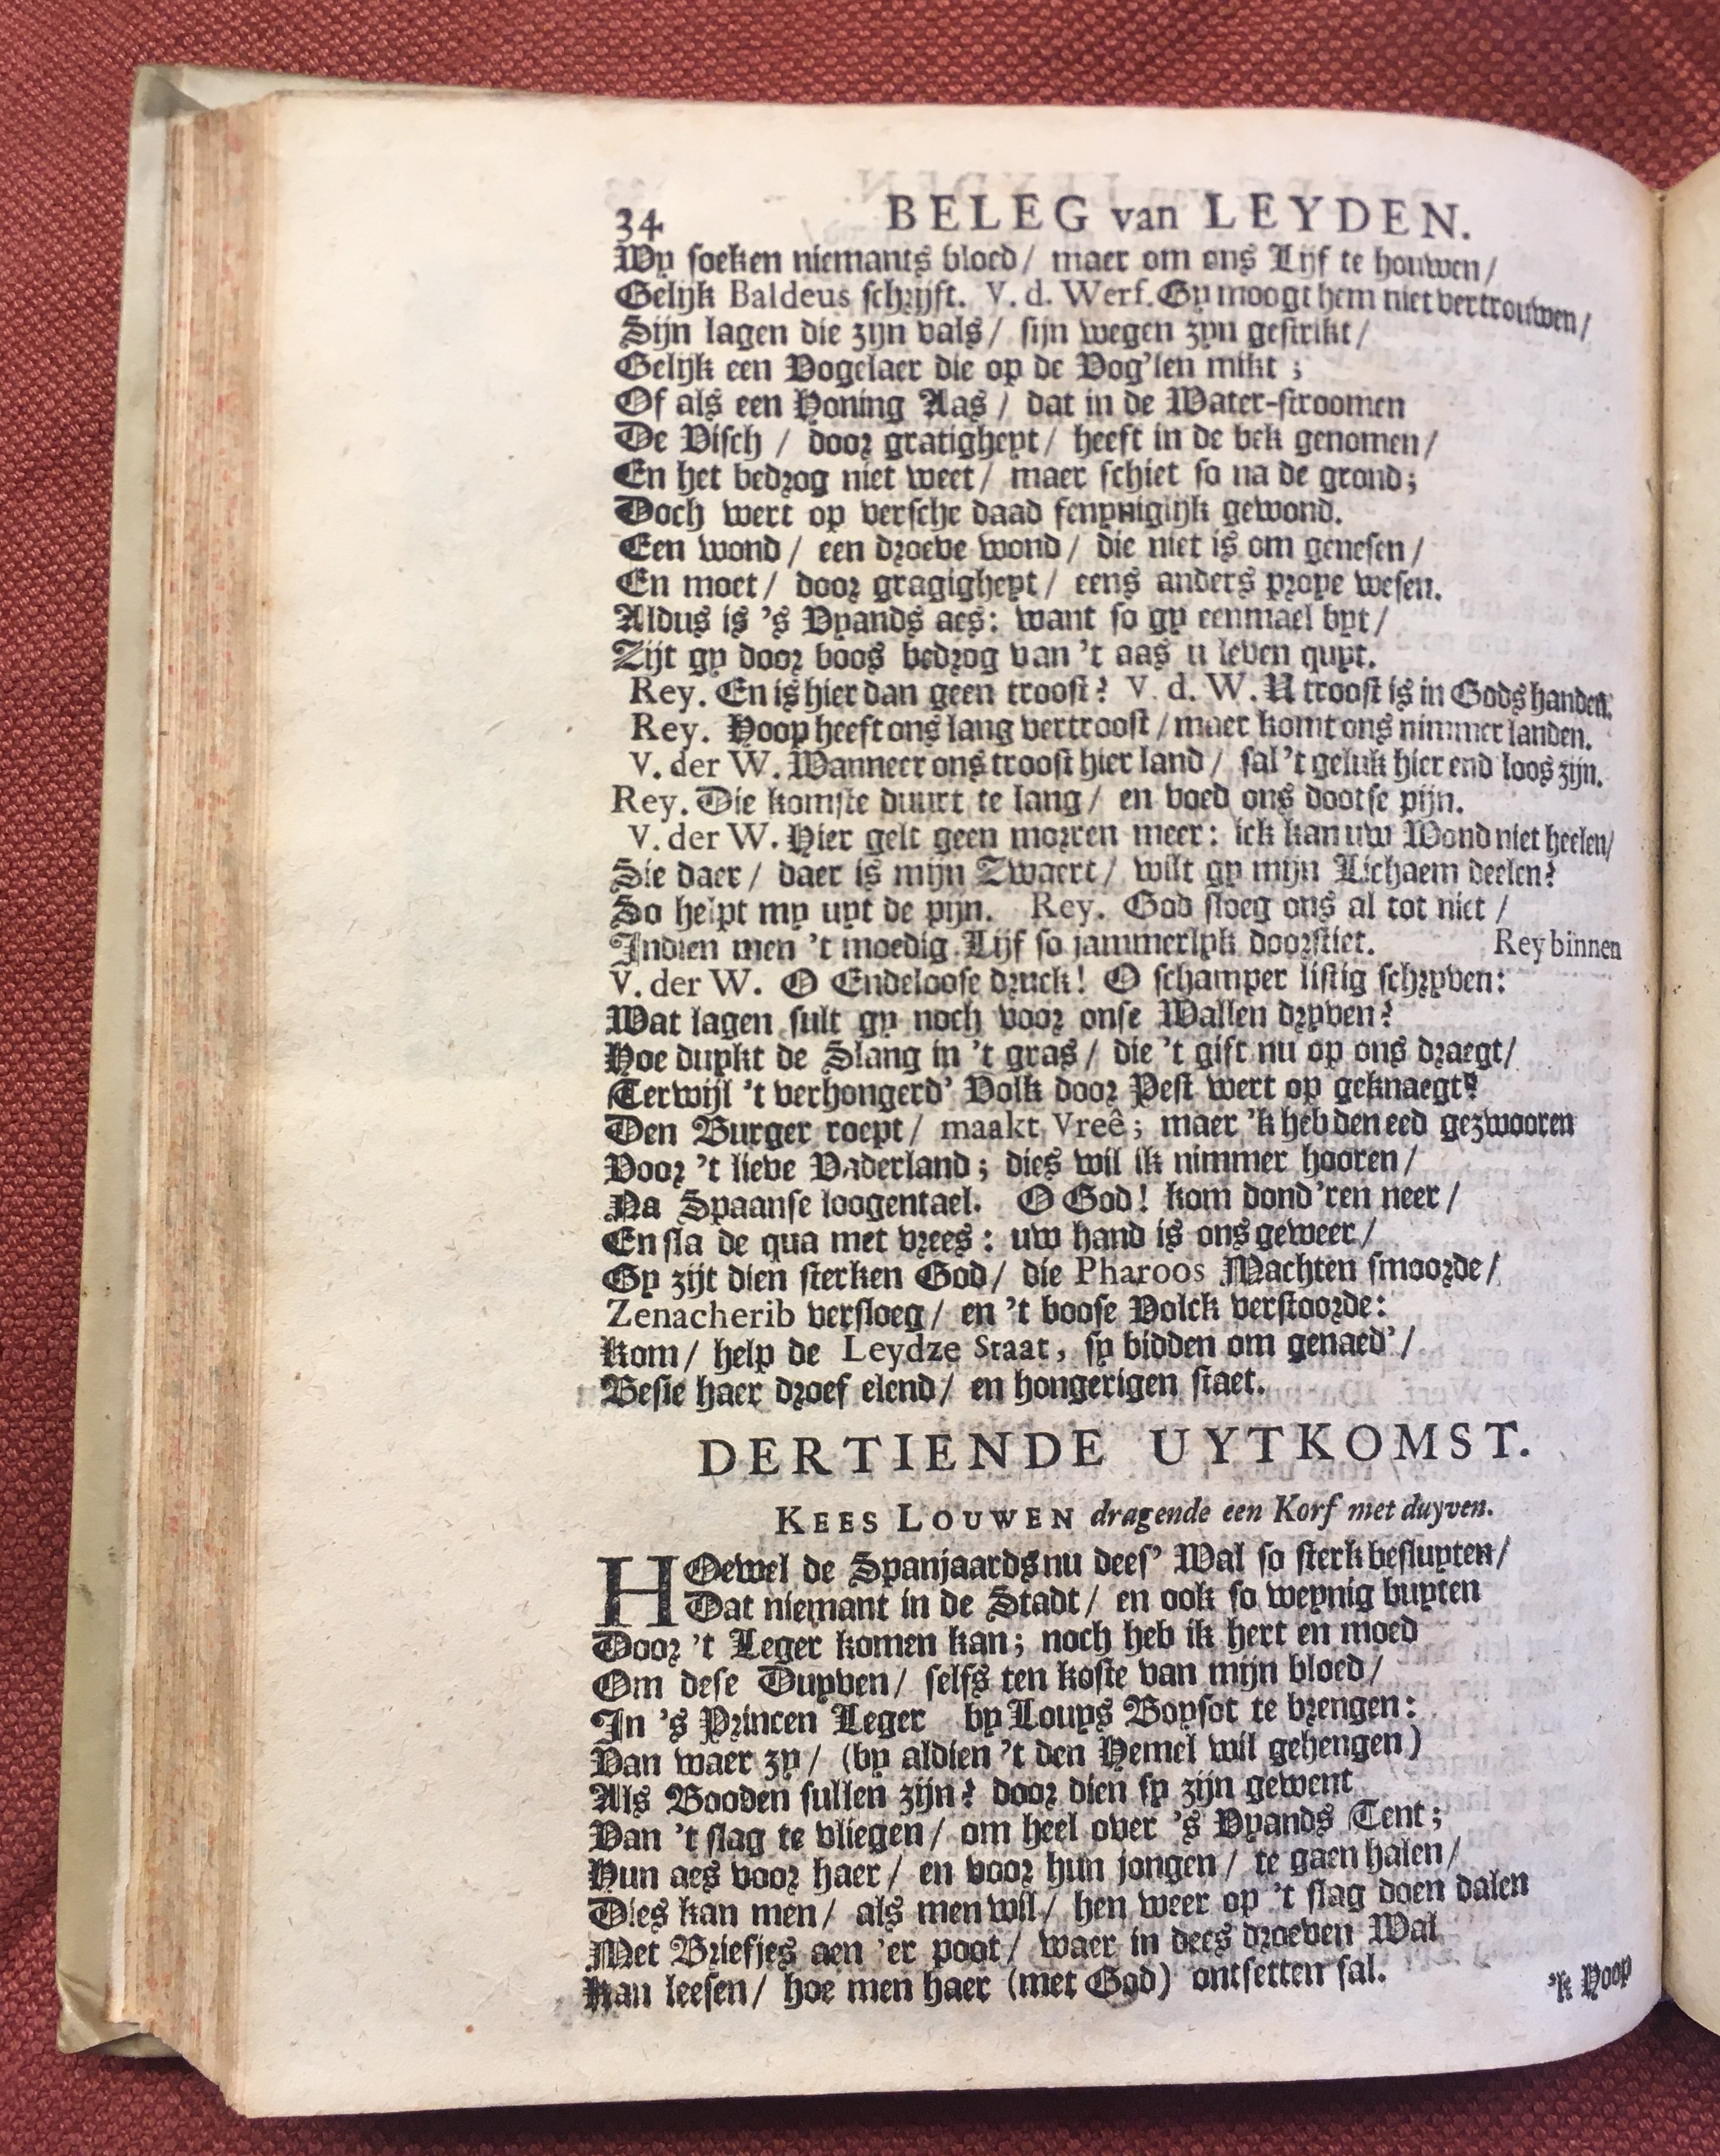 34 BELEG van LEYDEN.
Wy soeken niemants bloed/ maer om ons Lijf te houwen/
Gelijk Baldeus schrijft. V. d. Werf. Gy moogt hem niet vertrouwen/
Sijn lagen die zijn vals/ sijn wegen zyn gestrikt/
Gelijk een Vogelaer die op de Vog'len mikt;
Of als een Honing Aas/ dat in de Water-stroomen
De Visch/ door gratigheyt/ heeft in de bek genomen/
En het bedrog niet weet/ maer schiet so na de grond;
Doch wert op versche daad fenyniglijk gewond.
Een wond/ een droeve wond/ die niet is om genesen/
En moet/ door gragigheyt/ eens anders proye wesen.
Aldus is 's Vyands aes: want so gy eenmael byt/
Zijt gy door boos bedrog van 't aas u leven quyt.
Rey. En is hier dan geen troost? V. d. W. U troost is in Gods handen.
Rey. Hoop heeft ons lang vertroost/ maer komt ons nimmer landen.
V. der W. Wanneer ons troost hier land/ sal 't geluk hier end loos zijn.
Rey. Die komste duurt te lang/ en voed ons dootse pijn.
V. der W. Hier gelt geen morren meer: ick kan uw Wond niet heelen/
Sie daer/ daer is mijn Zwaert/ wilt gy mijn Lichaem deelen?
So helpt my uyt de pijn. Rey. God sloeg ons al tot niet/
Indien men 't moedig Lijf so jammerlyk doorstiet. Rey binnen
V. der W. O Endeloose druck! O schamper listig schryven:
Wat lagen sult gy noch voor onse Wallen dryven?
Hoe duykt de Slang in 't gras/ die 't gift nu op ons draegt/
Terwijl 't verhongerd' Volk door Pest wert op geknaegt?
Den Burger roept/ maakt Vreê; maer 'k heb den eed gezwooren
Voor 't lieve Vaderland; dies wil ik nimmer hooren/
Na Spaanse loogentael. O God! kom dond'ren neer/
En sla de qua met vrees: uw hand is ons geweer/
Gy zijt dien sterken God/ die Pharoos Machten smoorde/
Zenacherib versloeg/ en 't boose Volck verstoorde:
Kom/ help de Leydze Staat, sy bidden om genaed'/
Besie haer droef elend/ en hongerigen staet.
DERTIENDE UYTKOMST.
KEES LOUWEN dragende een Korf met duyven.
HOewel de Spanjaards nu dees' Wal so sterk besluyten/
Dat niemant in de Stadt/ en ook so weynig buyten
Door 't Leger komen kan; noch heb ik hert en moed
Om dese Duyven/ selfs ten koste van mijn bloed/
In 's Princen Leger by Louys Boysot te brengen:
Van waer zy/ (by aldien 't den Hemel wil gehengen)
Als Booden sullen zijn? door dien sy zijn gewent
Van 't slag te vliegen/ om heel over 's Vyands Tent;
Hun aes voor haer/ en voor hun jongen/ te gaen halen/
Dies kan men/ als men wil/ hen weer op 't slag doen dalen
Met Briefjes aen 'er poot/ waer in dees droeven Wal
Kan leesen/ hoe men haer (met God) ontsetten sal.
'k Hoop